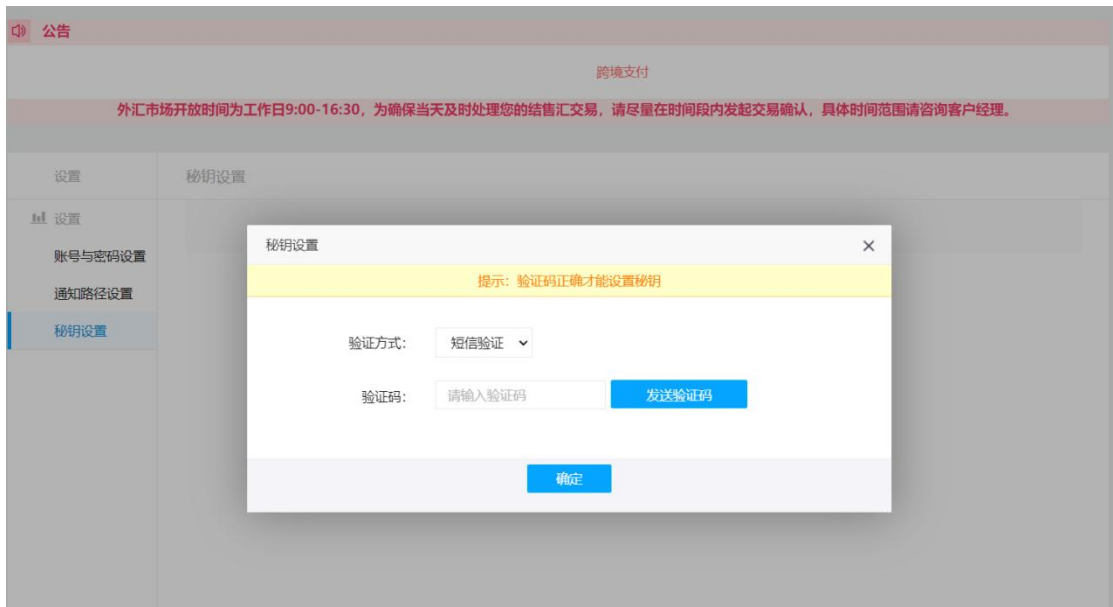 公告
跨境支付
外汇市场开放时间为工作日9:00-16:30，为确保当天及时处理您的结售汇交易，请尽量在时间段内发起交易确认，具体时间范围请咨询客户经理。
设置
秘钥设置
设置
账号与密码设置
通知路径设置
秘钥设置
秘钥设置
提示：验证码正确才能设置秘钥
验证方式：
短信验证
验证码：
请输入验证码
发送验证码
确定